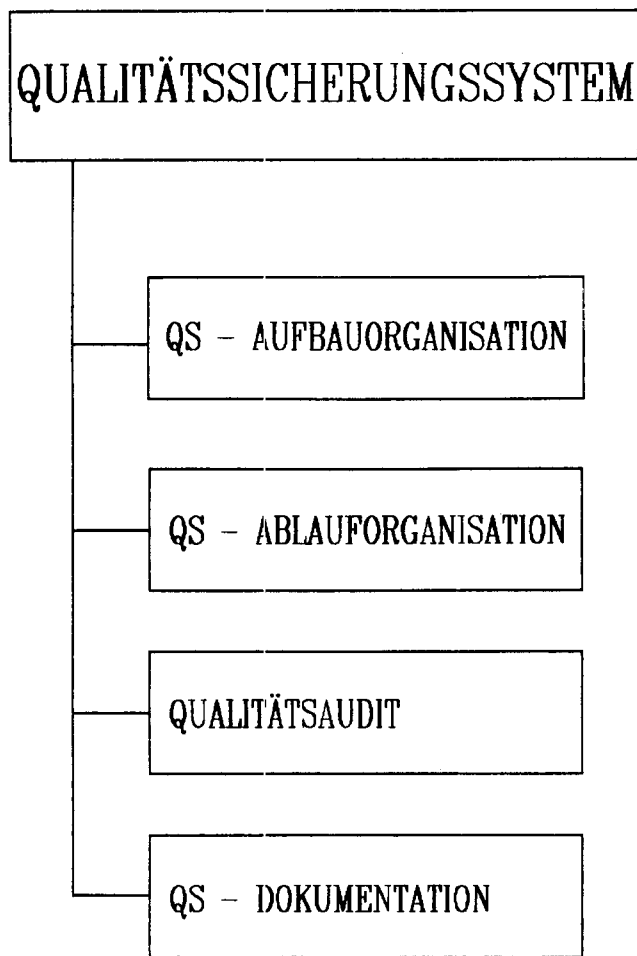 QUALITÄTSSICHERUNGSSYSTEM
QS - AUFBAUORGANISATION
QS - ABLAUFORGANISATION
QUALITÄTSAUDIT
QS - DOKUMENTATION